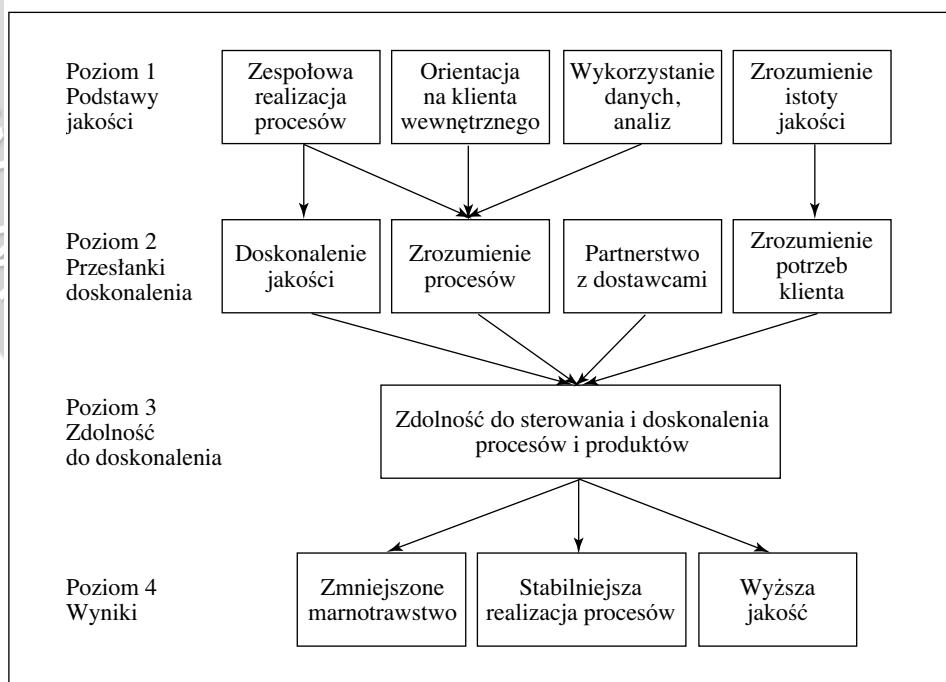 Poziom 1
Podstawy
jakości
Zespołowa
realizacja
procesów
Orientacja
na klienta
wewnętrznego
Wykorzystanie
danych,
analiz
Zrozumienie
istoty
jakości
Poziom 2
Przesłanki
doskonalenia
Doskonalenie
jakości
Zrozumienie
procesów
Partnerstwo
z dostawcami
Zrozumienie
potrzeb
klienta
Poziom 3
Zdolność
do doskonalenia
Zdolność do sterowania i doskonalenia
procesów i produktów
Poziom 4
Wyniki
Zmniejszone
marnotrawstwo
Stabilniejsza
realizacja procesów
Wyższa
jakość